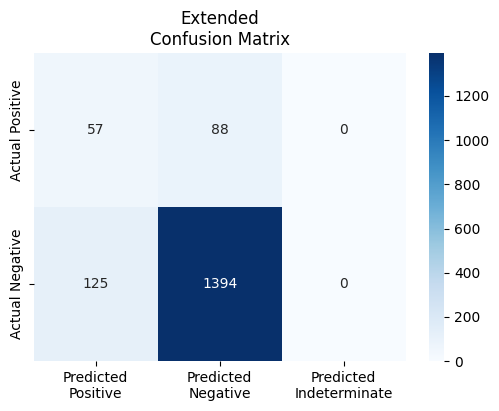 Extended
Confusion Matrix
Actual Positive
57 88 0
Actual Negative
125 1394 0
Predicted
Positive
Predicted
Negative
Predicted
Indeterminate
1200
1000
800
600
400
200
0